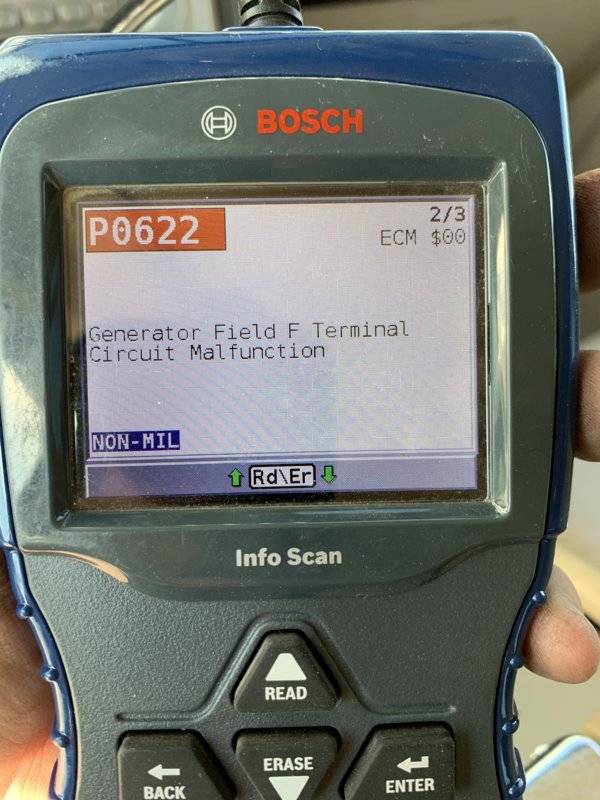 BOSCH
P0622
2/3
ECM $00
Generator Field F Terminal
Circuit Malfunction
NON-MIL
Rd\Er
Info Scan
READ
BACK
ERASE
ENTER